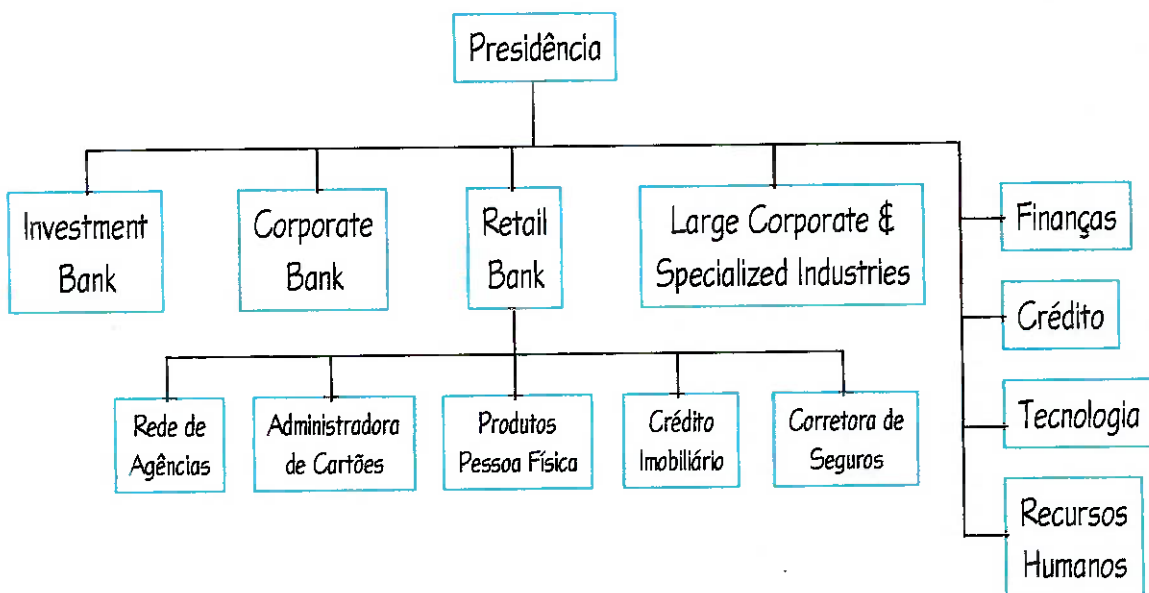 Presidência
Investment
Bank
Corporate
Bank
Retail
Bank
Large Corporate &
Specialized Industries
Finanças
Crédito
Tecnologia
Recursos
Humanos
Rede de
Agências
Administradora
de Cartões
Produtos
Pessoa Física
Crédito
Imobiliário
Corretora de
Seguros